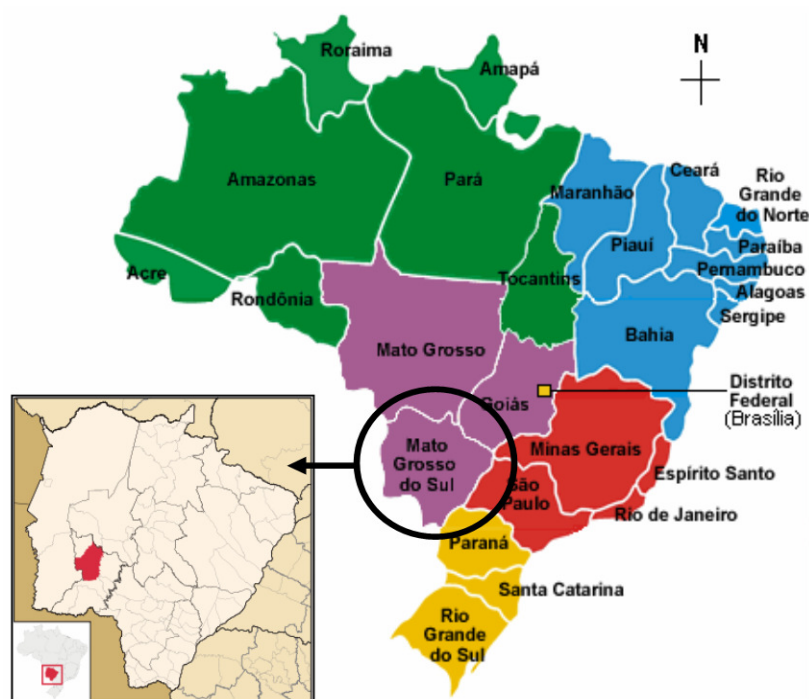 Roraima
Amapá
N
Amazonas
Pará
Maranhão
Ceará
Rio
Grande
do Norte
Piauí
Paraíba
Pernambuco
Alagoas
Sergipe
Acre
Rondônia
Tocantins
Bahia
Mato Grosso
Goiás
Distrito
Federal
(Brasília)
Mato
Grosso
do Sul
Minas Gerais
Espírito Santo
São
Paulo
Rio de Janeiro
Paraná
Santa Catarina
Rio
Grande
do Sul